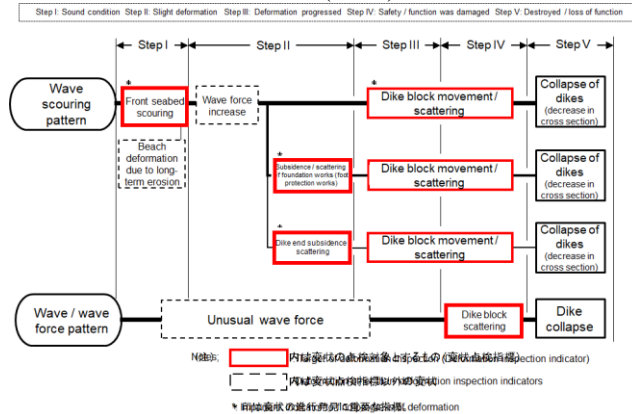 Step I: Sound condition Step II: Slight deformation Step III: Deformation progressed Step IV: Safety / function was damaged Step V: Destroyed / loss of function
Step I
Step II
Step III
Step IV
Step V
Wave
scouring
pattern
*
Front seabed
scouring
Wave force
increase
*
Dike block movement /
scattering
Collapse of
dikes
(decrease in
cross section)
Beach
deformation
due to long-
term erosion
*
Subsidence / scattering
of foundation works (foot
protection works)
Dike block movement /
scattering
Collapse of
dikes
(decrease in
cross section)
*
Dike end subsidence
scattering
Dike block movement /
scattering
Collapse of
dikes
(decrease in
cross section)
Wave / wave
force pattern
Unusual wave force
Dike block
scattering
Dike
collapse
inspection (Deformation inspection indicator)
inspection indicators
*
deformation